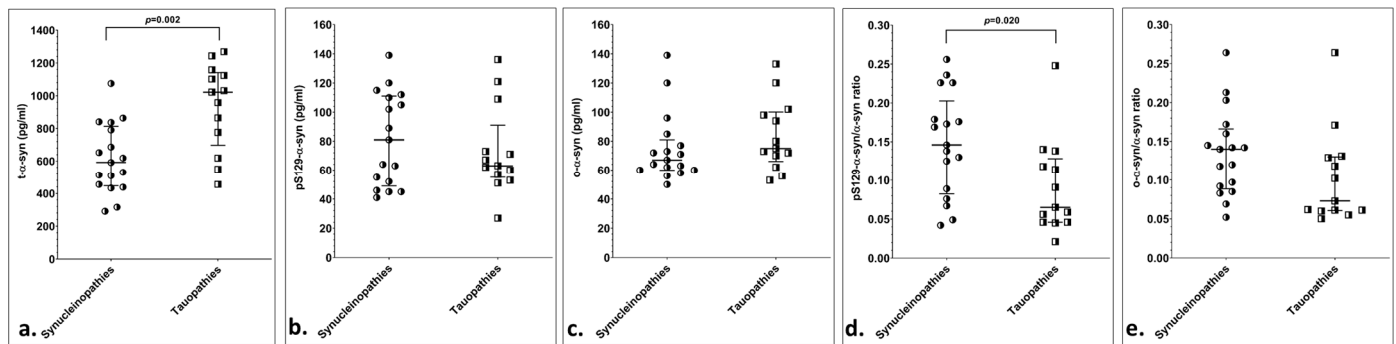 p=0.002
t-α-syn (pg/ml)
1400
1200
1000
800
600
400
200
0
Synucleinopathies
Tauopathies
a.
pS129-α-syn (pg/ml)
160
140
120
100
80
60
40
20
0
Synucleinopathies
Tauopathies
b.
o-α-syn (pg/ml)
160
140
120
100
80
60
40
20
0
Synucleinopathies
Tauopathies
c.
p=0.020
pS129-α-syn/α-syn ratio
0.30
0.25
0.20
0.15
0.10
0.05
0.00
Synucleinopathies
Tauopathies
d.
o-α-syn/α-syn ratio
0.30
0.25
0.20
0.15
0.10
0.05
0.00
Synucleinopathies
Tauopathies
e.